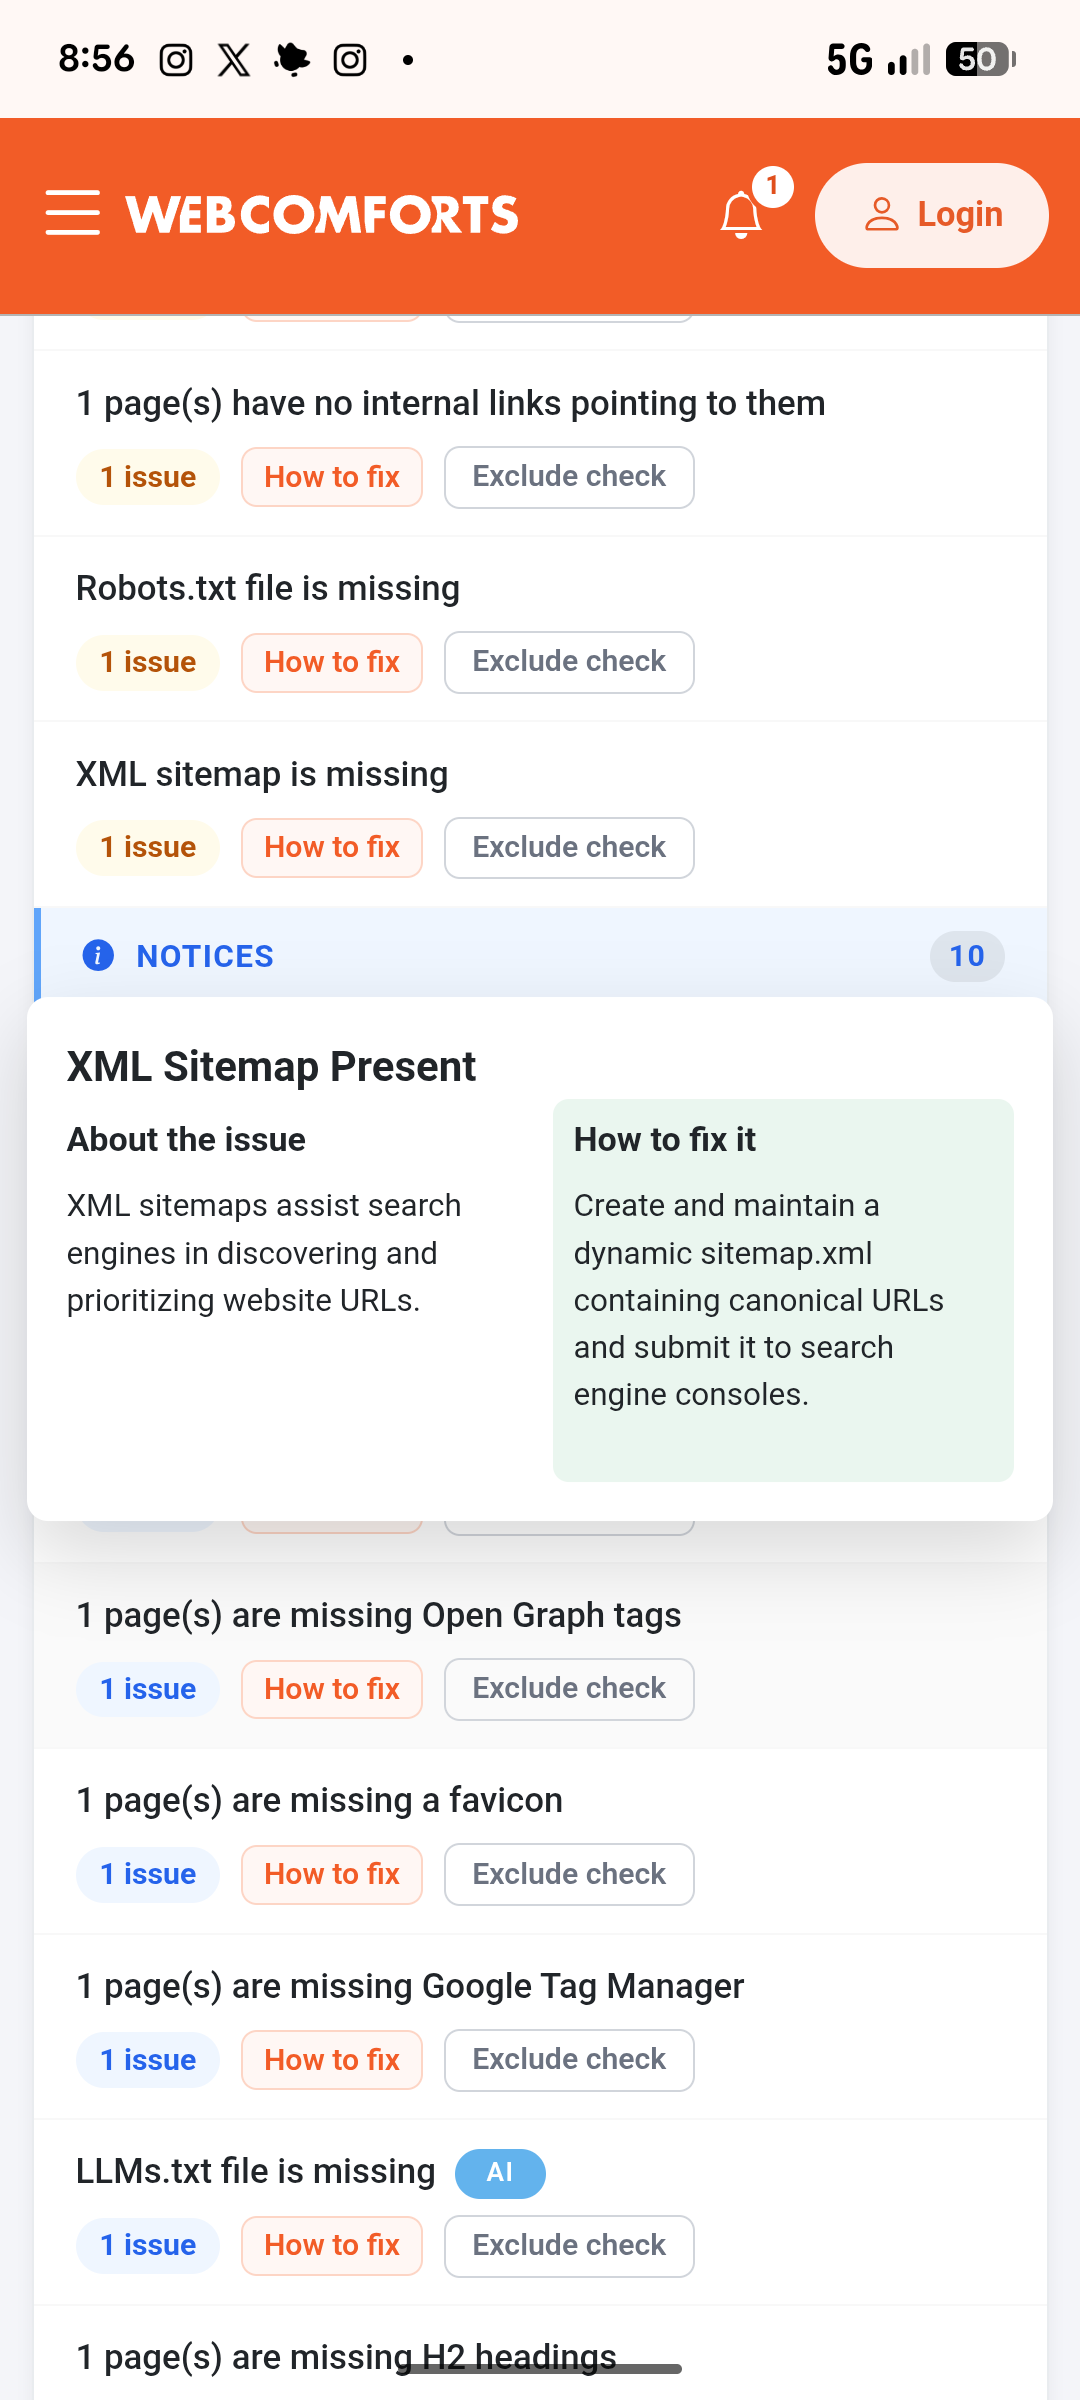 8:56
5G
50
WEBCOMFORTS
1
Login
1 page(s) have no internal links pointing to them
1 issue
How to fix
Exclude check
Robots.txt file is missing
1 issue
How to fix
Exclude check
XML sitemap is missing
1 issue
How to fix
Exclude check
NOTICES
10
XML Sitemap Present
About the issue
XML sitemaps assist search
engines in discovering and
prioritizing website URLs.
How to fix it
Create and maintain a
dynamic sitemap.xml
containing canonical URLs
and submit it to search
engine consoles.
1 page(s) are missing Open Graph tags
1 issue
How to fix
Exclude check
1 page(s) are missing a favicon
1 issue
How to fix
Exclude check
1 page(s) are missing Google Tag Manager
1 issue
How to fix
Exclude check
LLMs.txt file is missing
AI
1 issue
How to fix
Exclude check
1 page(s) are missing H2 headings